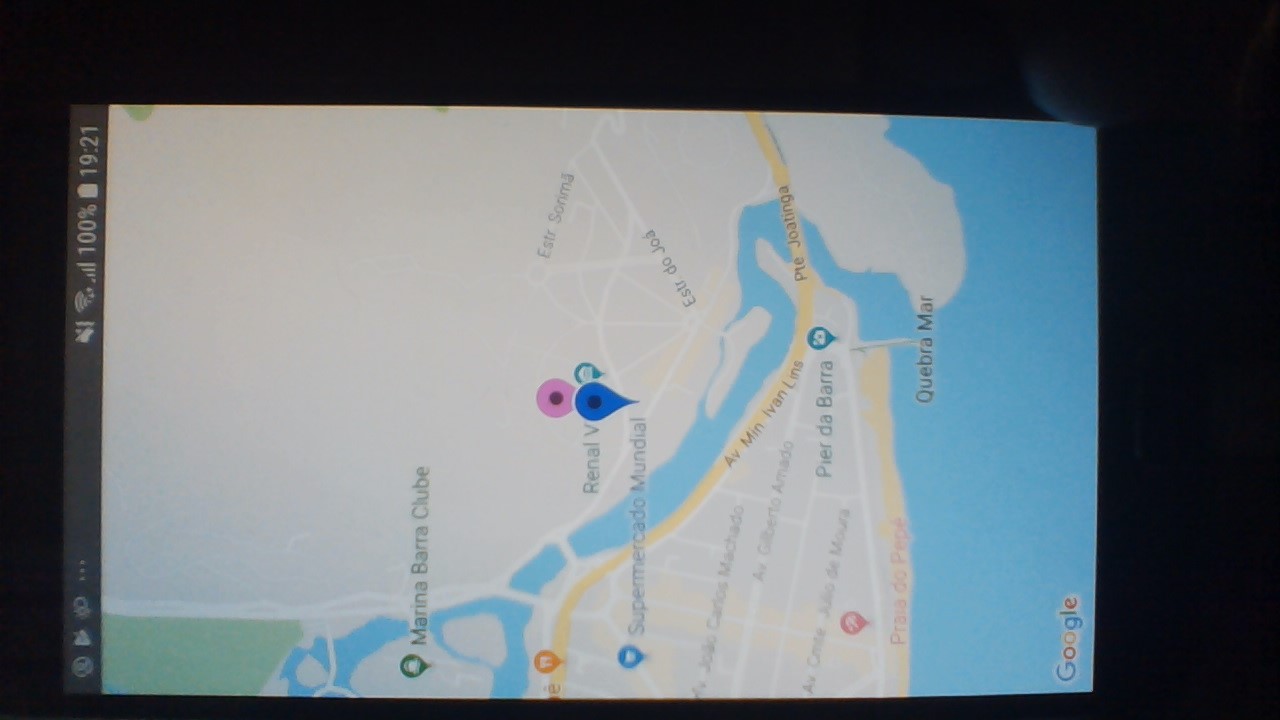 100% 19:21
Estr Sonmã
Estr do Joá
Pte Joatinga
Renal V
Marina Barra Clube
Supermercado Mundial
Av Min Ivan Lins
Pier da Barra
Quebra Mar
Av Gilberto Amado
Av João Carlos Machado
Av Cmte Júlio de Moura
Praia do Pepê
Google